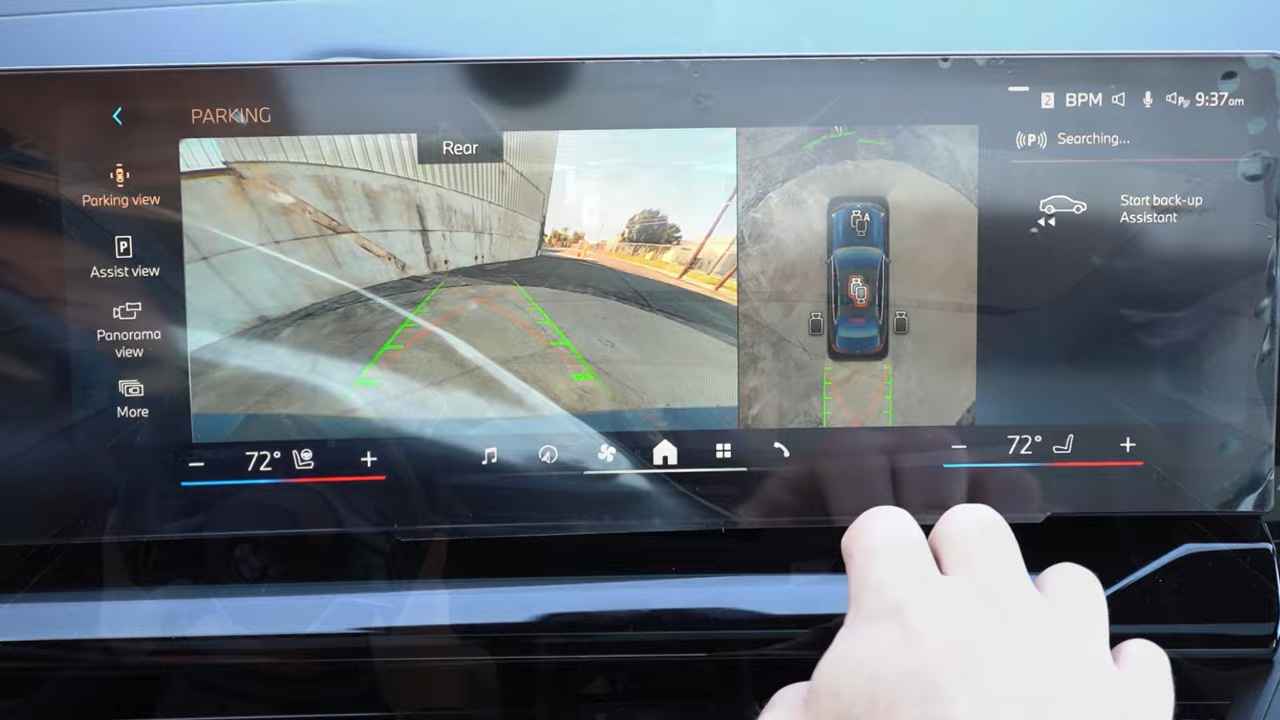 PARKING
2 BPM P 9:37am
Rear
(P) Searching...
Parking view
P
Assist view
Panorama
view
More
A
Start back-up
Assistant
− 72° +
− 72° +